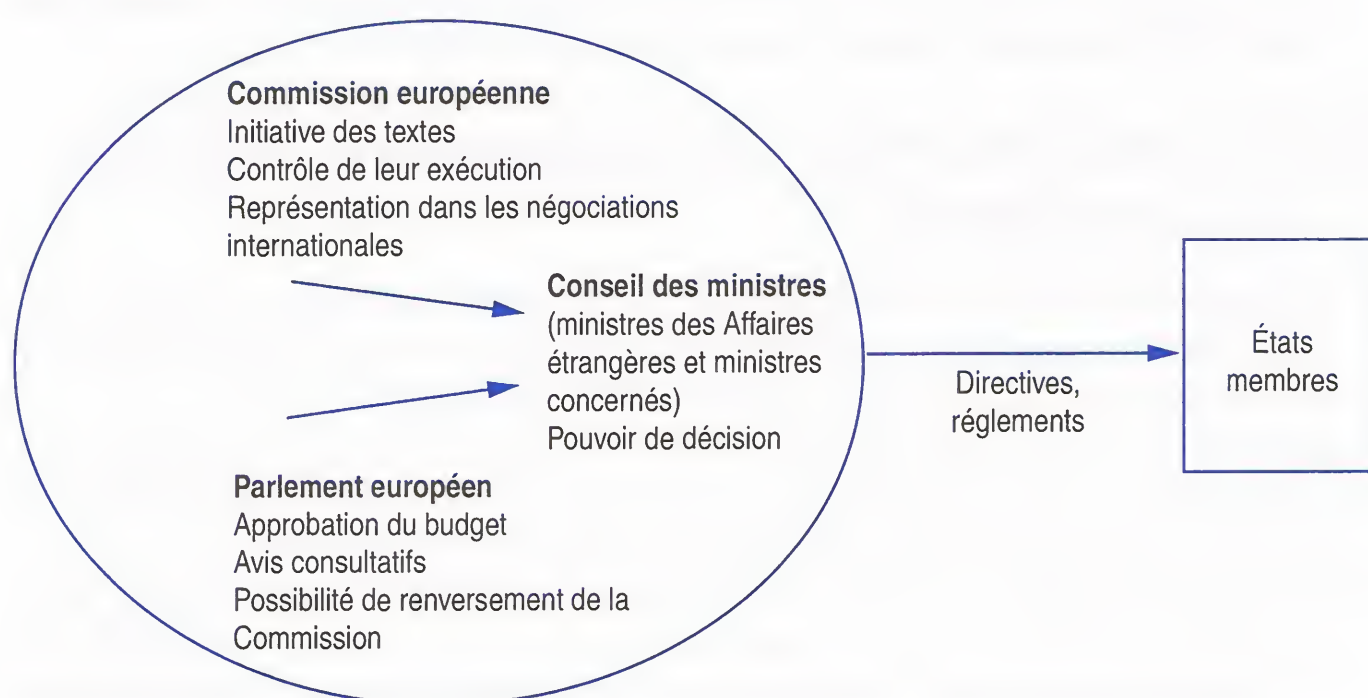 Commission européenne
Initiative des textes
Contrôle de leur exécution
Représentation dans les négociations
internationales
Conseil des ministres
(ministres des Affaires
étrangères et ministres
concernés)
Pouvoir de décision
Parlement européen
Approbation du budget
Avis consultatifs
Possibilité de renversement de la
Commission
Directives,
réglements
États
membres